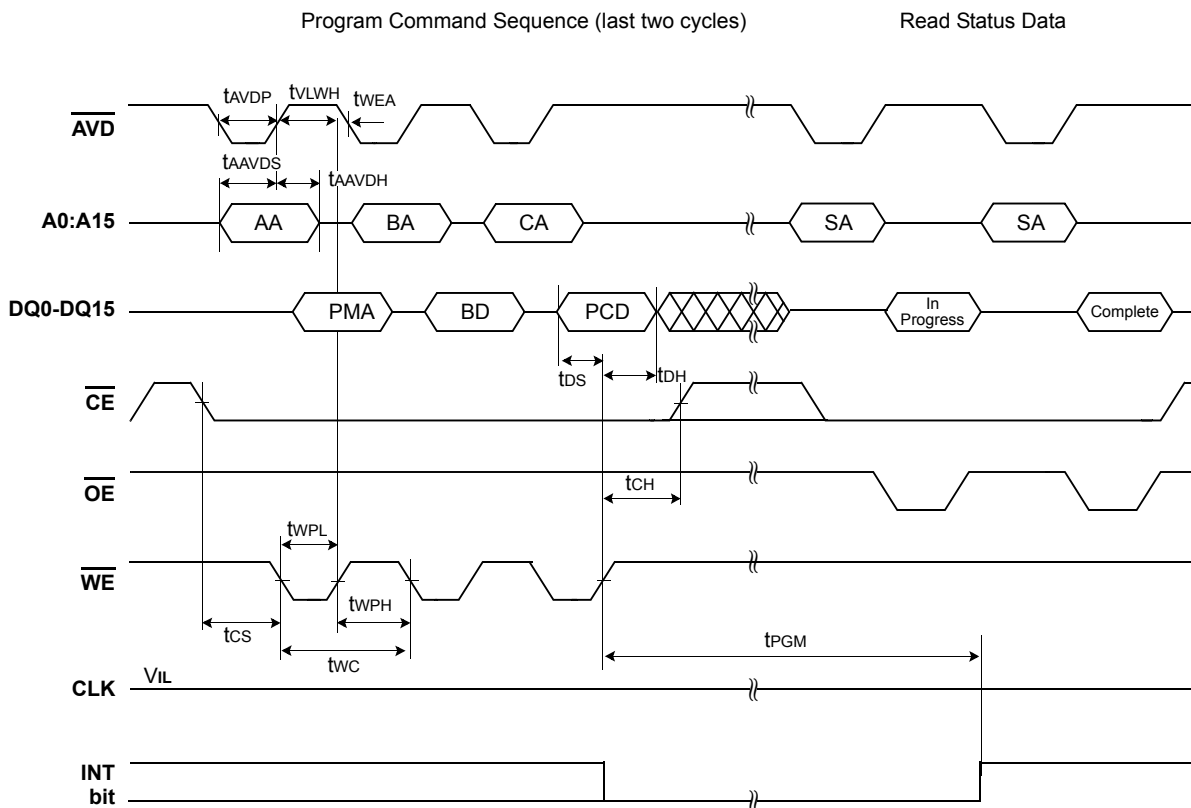 Program Command Sequence (last two cycles) Read Status Data
tAVDP tVLWH tWEA
AVD
tAAVDS tAAVDH
A0:A15 AA BA CA SA SA
DQ0-DQ15 PMA BD PCD In Progress Complete
tDS tDH
CE
tCH
OE
tWPL
WE
tWPH
tCS tWC tPGM
VIL
CLK
INT
bit